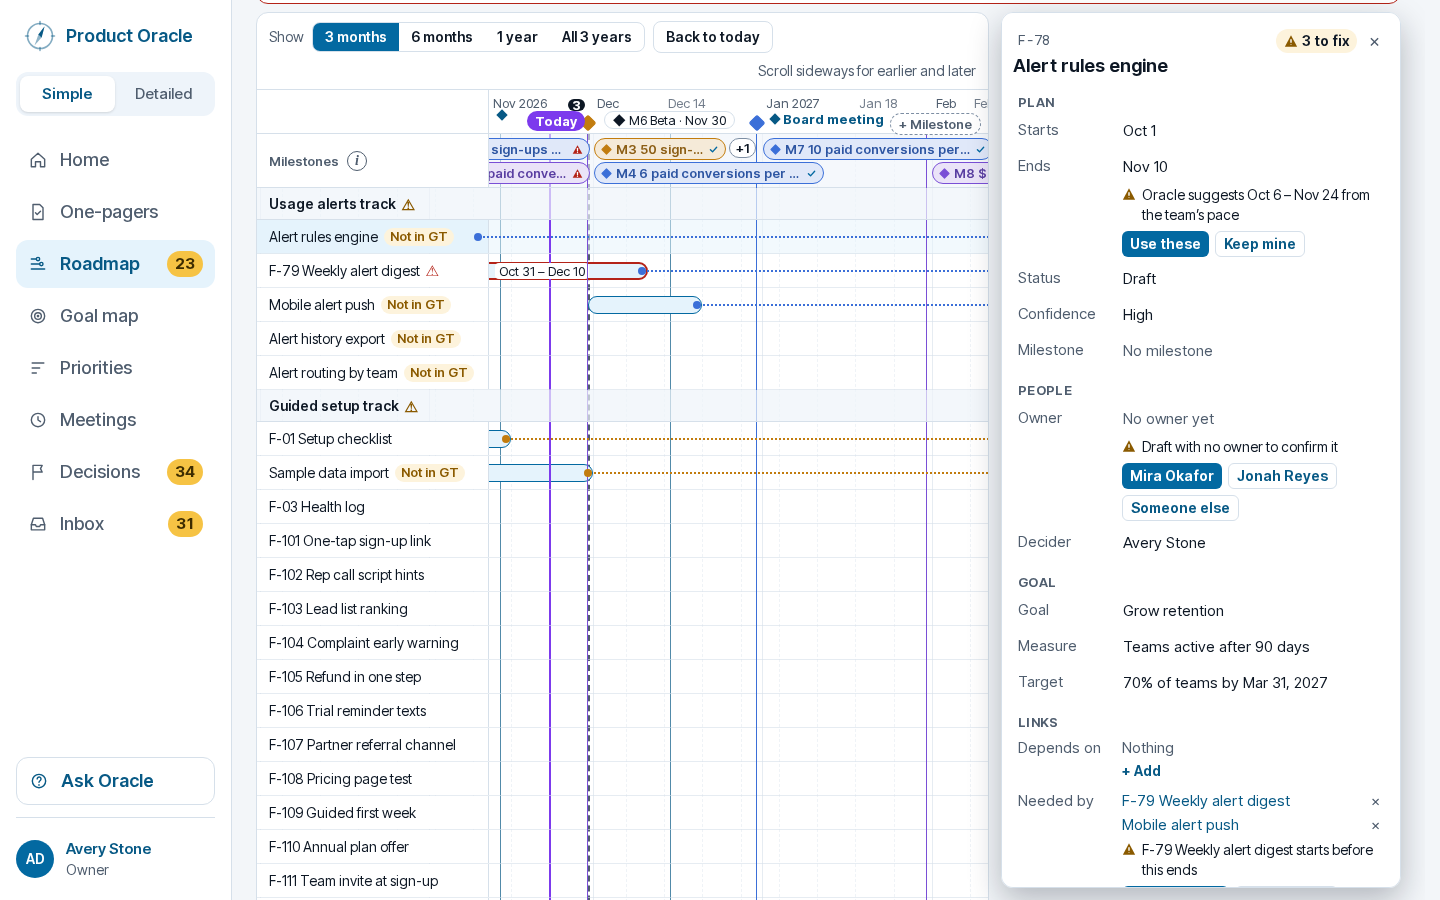 Product Oracle
Simple
Detailed
Home
One-pagers
Roadmap 23
Goal map
Priorities
Meetings
Decisions 34
Inbox 31
Ask Oracle
AD
Avery Stone
Owner
Show
3 months
6 months
1 year
All 3 years
Back to today
Scroll sideways for earlier and later
Nov 2026
3
Dec
Dec 14
Jan 2027
Jan 18
Feb
Today
M6 Beta · Nov 30
Board meeting
+ Milestone
Milestones i
sign-ups ...
M3 50 sign-...
+1
M7 10 paid conversions per...
paid conve...
M4 6 paid conversions per ...
M8 $
Usage alerts track
Alert rules engine Not in GT
F-79 Weekly alert digest
Oct 31 – Dec 10
Mobile alert push Not in GT
Alert history export Not in GT
Alert routing by team Not in GT
Guided setup track
F-01 Setup checklist
Sample data import Not in GT
F-03 Health log
F-101 One-tap sign-up link
F-102 Rep call script hints
F-103 Lead list ranking
F-104 Complaint early warning
F-105 Refund in one step
F-106 Trial reminder texts
F-107 Partner referral channel
F-108 Pricing page test
F-109 Guided first week
F-110 Annual plan offer
F-111 Team invite at sign-up
F-78
3 to fix ×
Alert rules engine
PLAN
Starts Oct 1
Ends Nov 10
Oracle suggests Oct 6 – Nov 24 from
the team's pace
Use these
Keep mine
Status Draft
Confidence High
Milestone No milestone
PEOPLE
Owner No owner yet
Draft with no owner to confirm it
Mira Okafor
Jonah Reyes
Someone else
Decider Avery Stone
GOAL
Goal Grow retention
Measure Teams active after 90 days
Target 70% of teams by Mar 31, 2027
LINKS
Depends on Nothing
+ Add
Needed by F-79 Weekly alert digest ×
Mobile alert push ×
F-79 Weekly alert digest starts before
this ends